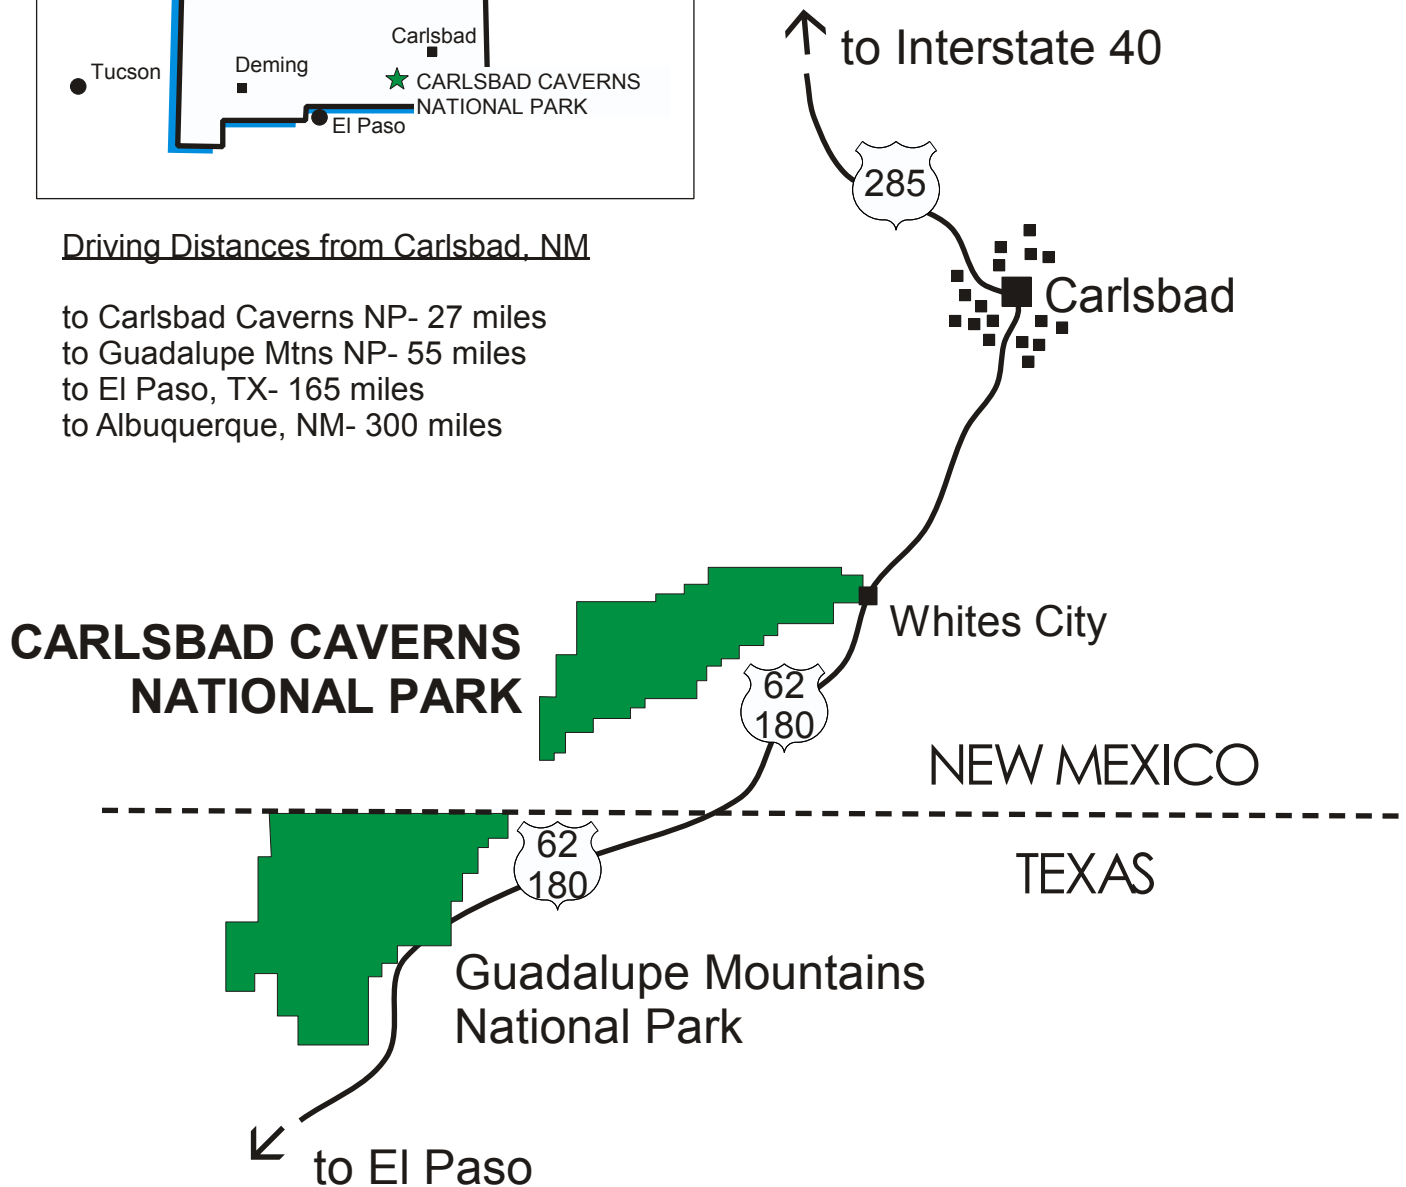 Carlsbad
Tucson
Deming
CARLSBAD CAVERNS
NATIONAL PARK
El Paso
to Interstate 40
285
Driving Distances from Carlsbad, NM
Carlsbad
to Carlsbad Caverns NP- 27 miles
to Guadalupe Mtns NP- 55 miles
to El Paso, TX- 165 miles
to Albuquerque, NM- 300 miles
Whites City
CARLSBAD CAVERNS
NATIONAL PARK
62
180
NEW MEXICO
62
180
TEXAS
Guadalupe Mountains
National Park
to El Paso